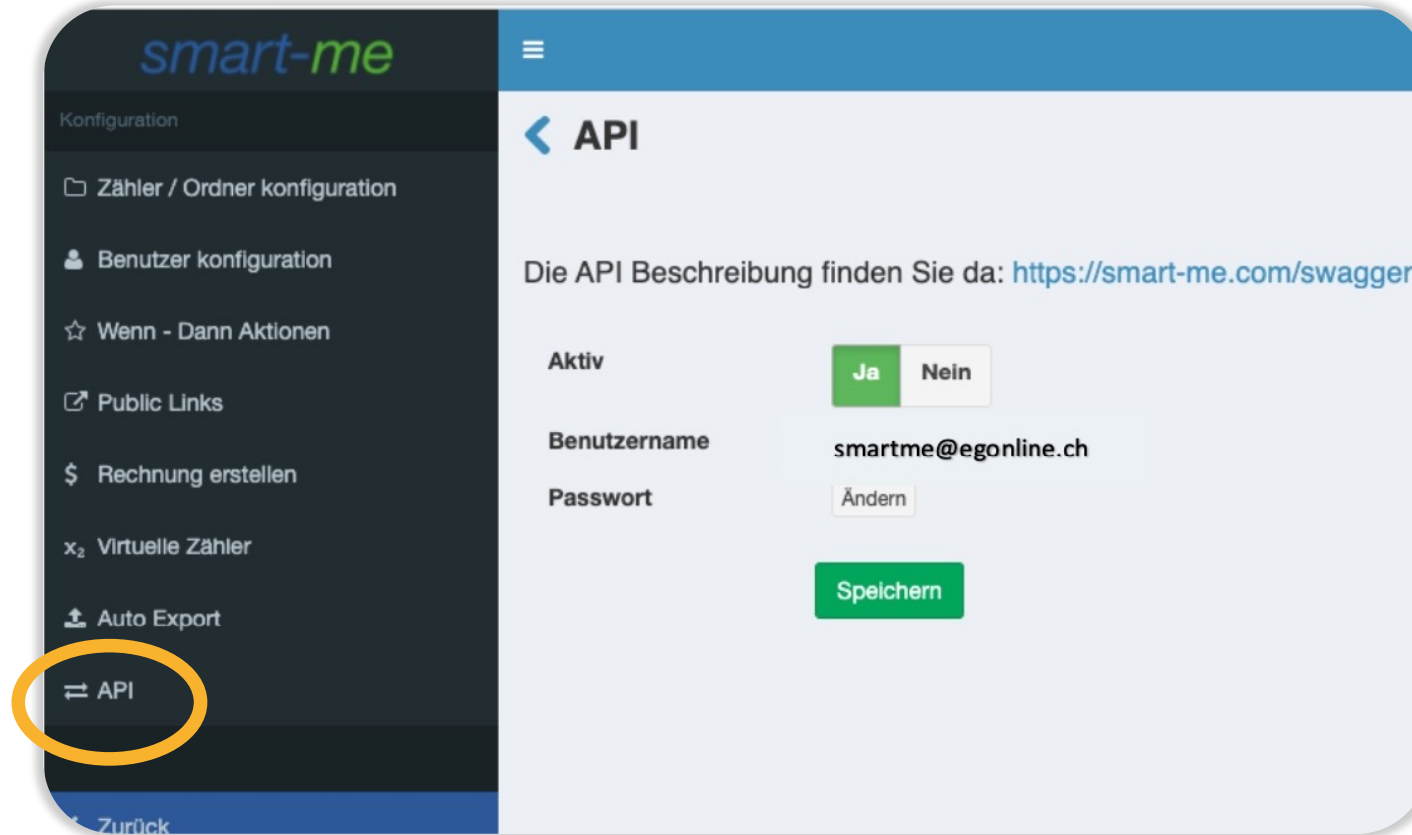 smart-me
Konfiguration
Zähler / Ordner konfiguration
Benutzer konfiguration
Wenn - Dann Aktionen
Public Links
$ Rechnung erstellen
x₂ Virtuelle Zähler
Auto Export
API
Zurück
API
Die API Beschreibung finden Sie da: https://smart-me.com/swagger
Aktiv Ja Nein
Benutzername smartme@egonline.ch
Passwort Ändern
Speichern